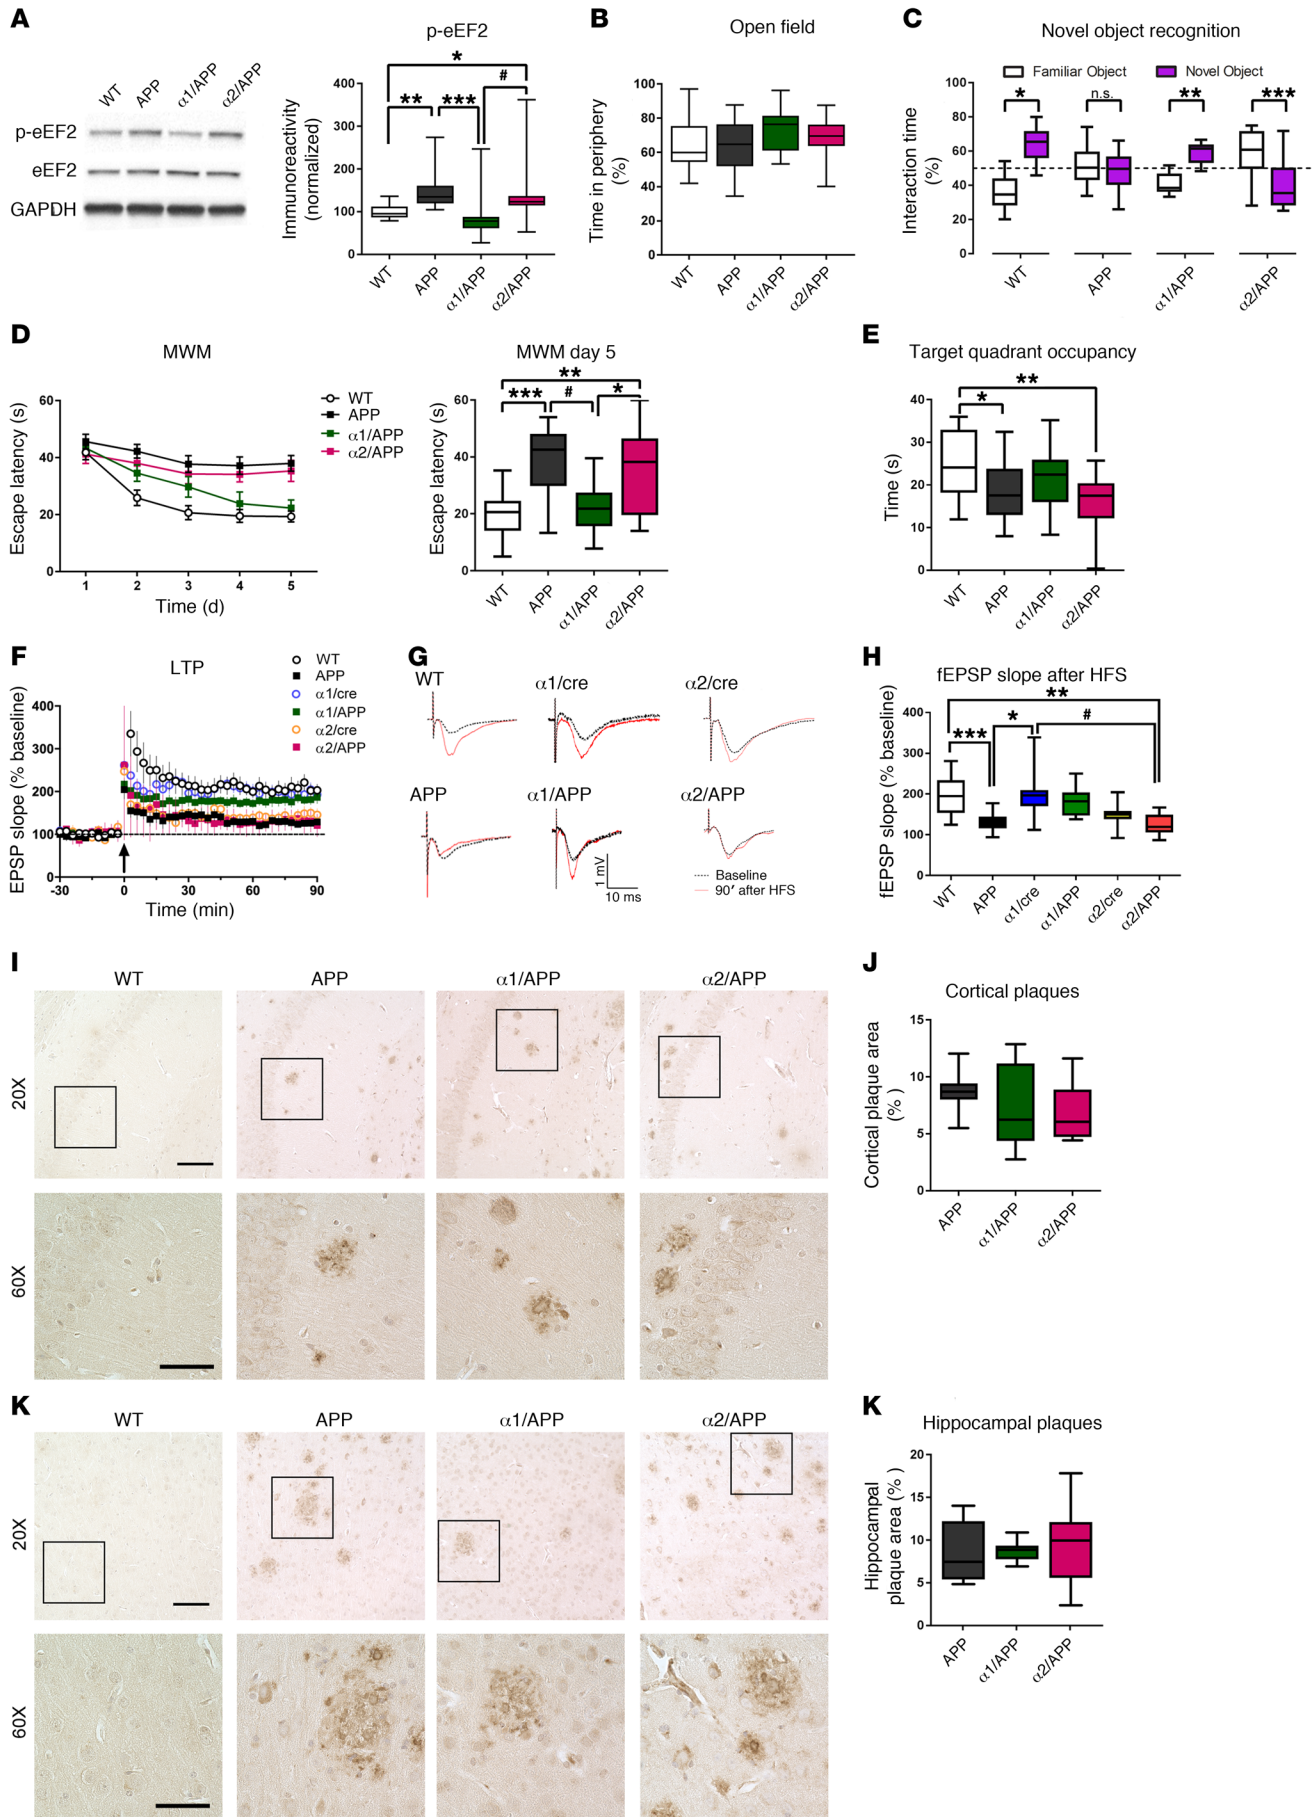 A
WT
APP
α1/APP
α2/APP
p-eEF2
eEF2
GAPDH
p-eEF2
Immunoreactivity
(normalized)
400
300
200
100
0
*
#
**
***
WT
APP
α1/APP
α2/APP
B
Open field
Time in periphery
(%)
100
80
60
40
20
0
WT
APP
α1/APP
α2/APP
C
Novel object recognition
Familiar Object
Novel Object
Interaction time
(%)
100
80
60
40
20
0
*
n.s.
**
***
WT
APP
α1/APP
α2/APP
D
MWM
Escape latency (s)
60
40
20
0
1
2
3
4
5
Time (d)
WT
APP
α1/APP
α2/APP
MWM day 5
Escape latency (s)
60
40
20
0
**
***
#
*
WT
APP
α1/APP
α2/APP
E
Target quadrant occupancy
Time (s)
40
30
20
10
0
**
*
WT
APP
α1/APP
α2/APP
F
LTP
EPSP slope (% baseline)
400
300
200
100
0
-30
0
30
60
90
Time (min)
WT
APP
α1/cre
α1/APP
α2/cre
α2/APP
G
WT
α1/cre
α2/cre
APP
α1/APP
α2/APP
1 mV
10 ms
Baseline
90′ after HFS
H
fEPSP slope after HFS
fEPSP slope (% baseline)
400
300
200
100
0
**
***
*
#
WT
APP
α1/cre
α1/APP
α2/cre
α2/APP
I
WT
APP
α1/APP
α2/APP
20X
60X
J
Cortical plaques
Cortical plaque area
(% )
15
10
5
0
APP
α1/APP
α2/APP
K
WT
APP
α1/APP
α2/APP
20X
60X
K
Hippocampal plaques
Hippocampal
plaque area (% )
20
15
10
5
0
APP
α1/APP
α2/APP